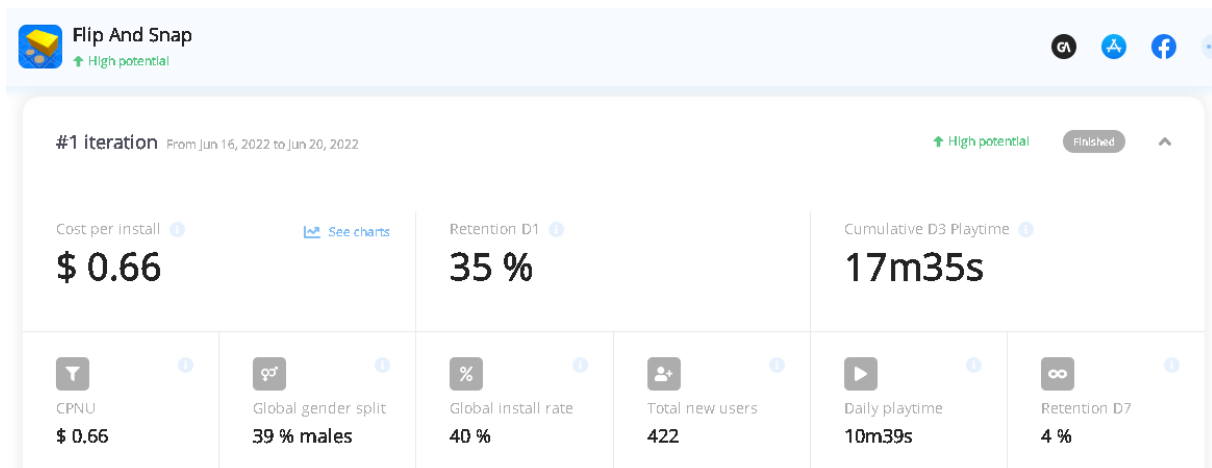 Flip And Snap
High potential
#1 iteration From Jun 16, 2022 to Jun 20, 2022
High potential
Finished
Cost per install
See charts
$ 0.66
Retention D1
35 %
Cumulative D3 Playtime
17m35s
CPNU
$ 0.66
Global gender split
39 % males
Global install rate
40 %
Total new users
422
Daily playtime
10m39s
Retention D7
4 %